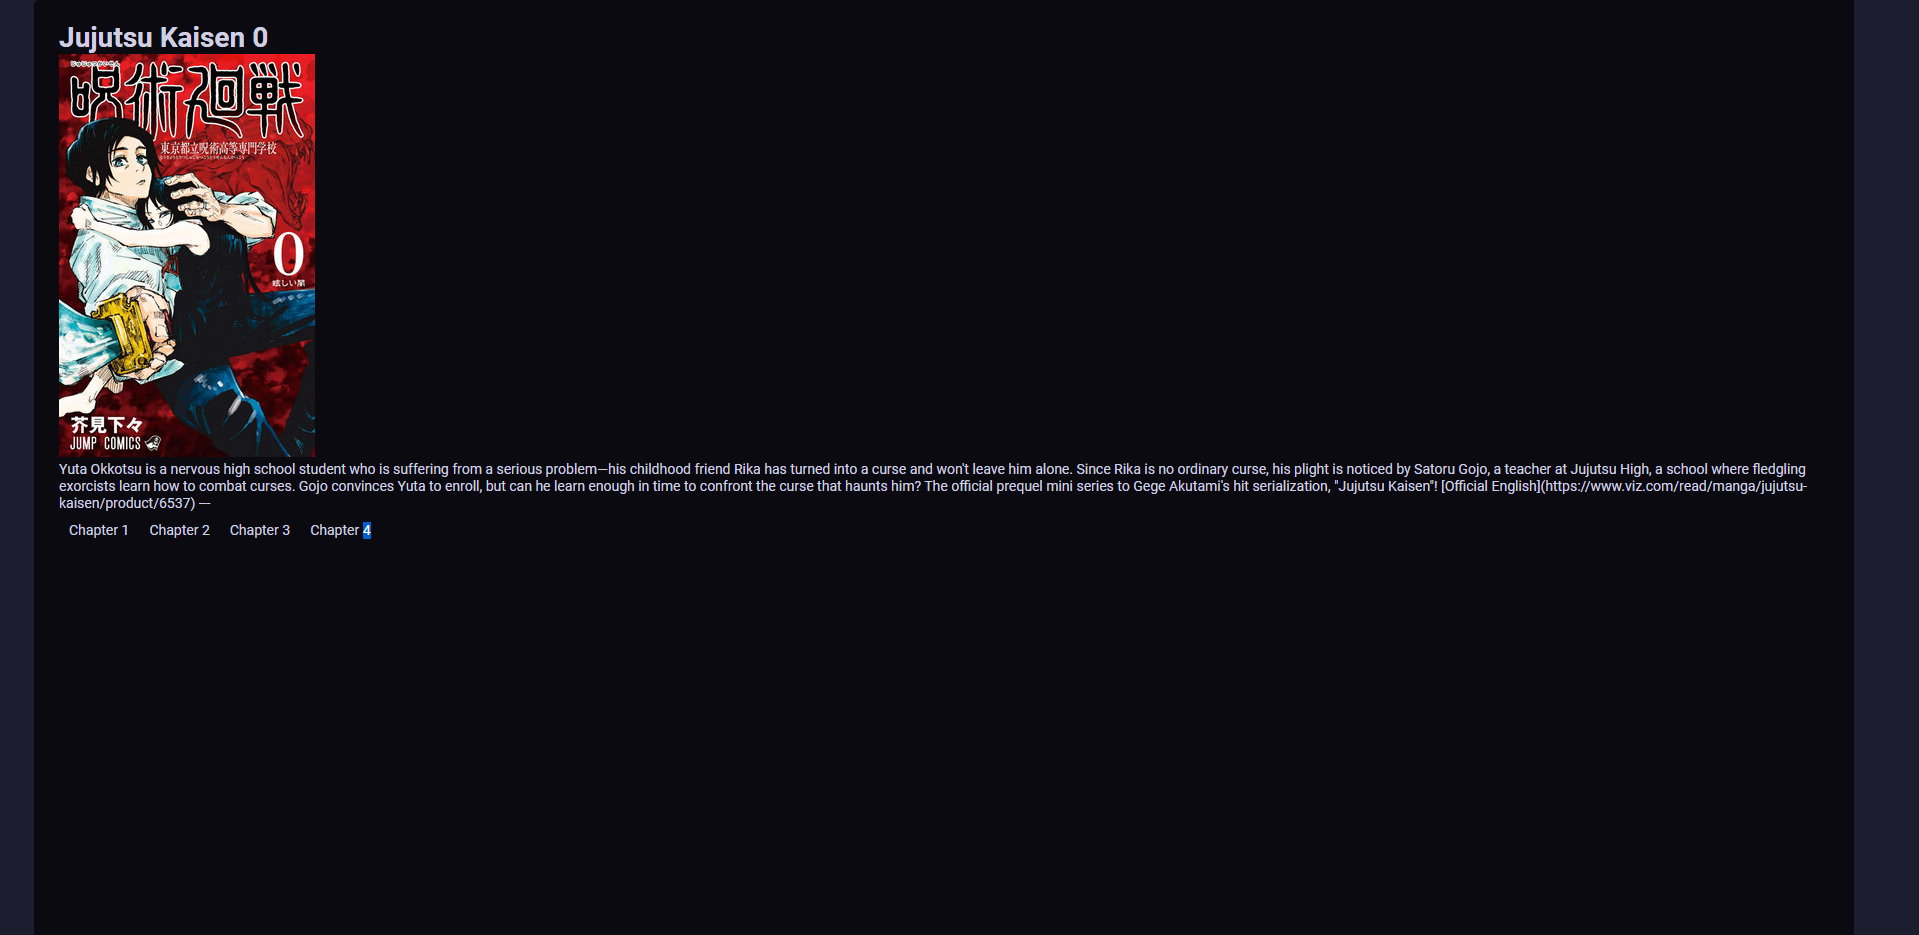 Jujutsu Kaisen 0
じゅじゅつかいせん
呪術廻戦
東京都立呪術高等専門学校
0
眩しい闇
芥見下々
JUMP COMICS
Yuta Okkotsu is a nervous high school student who is suffering from a serious problem—his childhood friend Rika has turned into a curse and won't leave him alone. Since Rika is no ordinary curse, his plight is noticed by Satoru Gojo, a teacher at Jujutsu High, a school where fledgling
exorcists learn how to combat curses. Gojo convinces Yuta to enroll, but can he learn enough in time to confront the curse that haunts him? The official prequel mini series to Gege Akutami's hit serialization, "Jujutsu Kaisen"! [Official English](https://www.viz.com/read/manga/jujutsu-
kaisen/product/6537) —
Chapter 1 Chapter 2 Chapter 3 Chapter 4